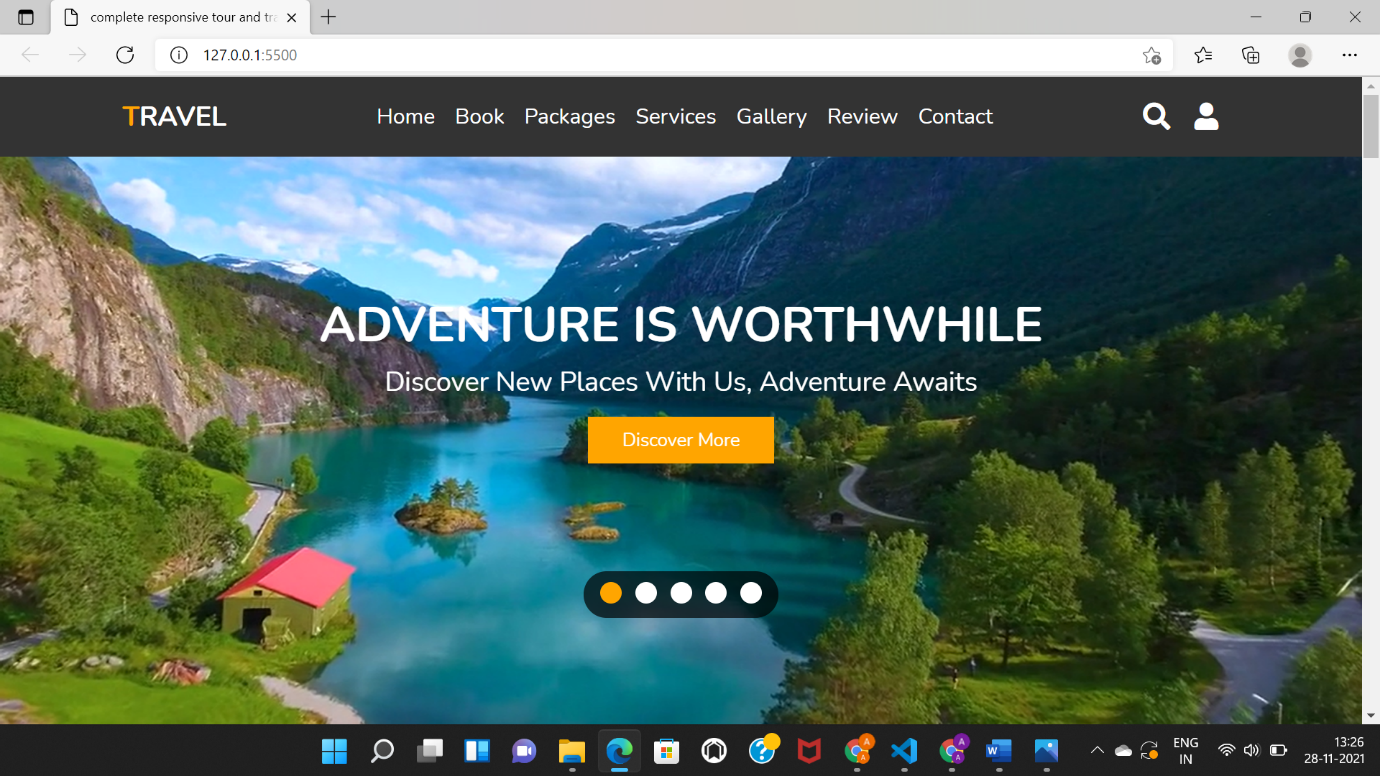 complete responsive tour and tra
127.0.0.1:5500
TRAVEL Home Book Packages Services Gallery Review Contact
ADVENTURE IS WORTHWHILE
Discover New Places With Us, Adventure Awaits
Discover More
ENG
IN
13:26
28-11-2021